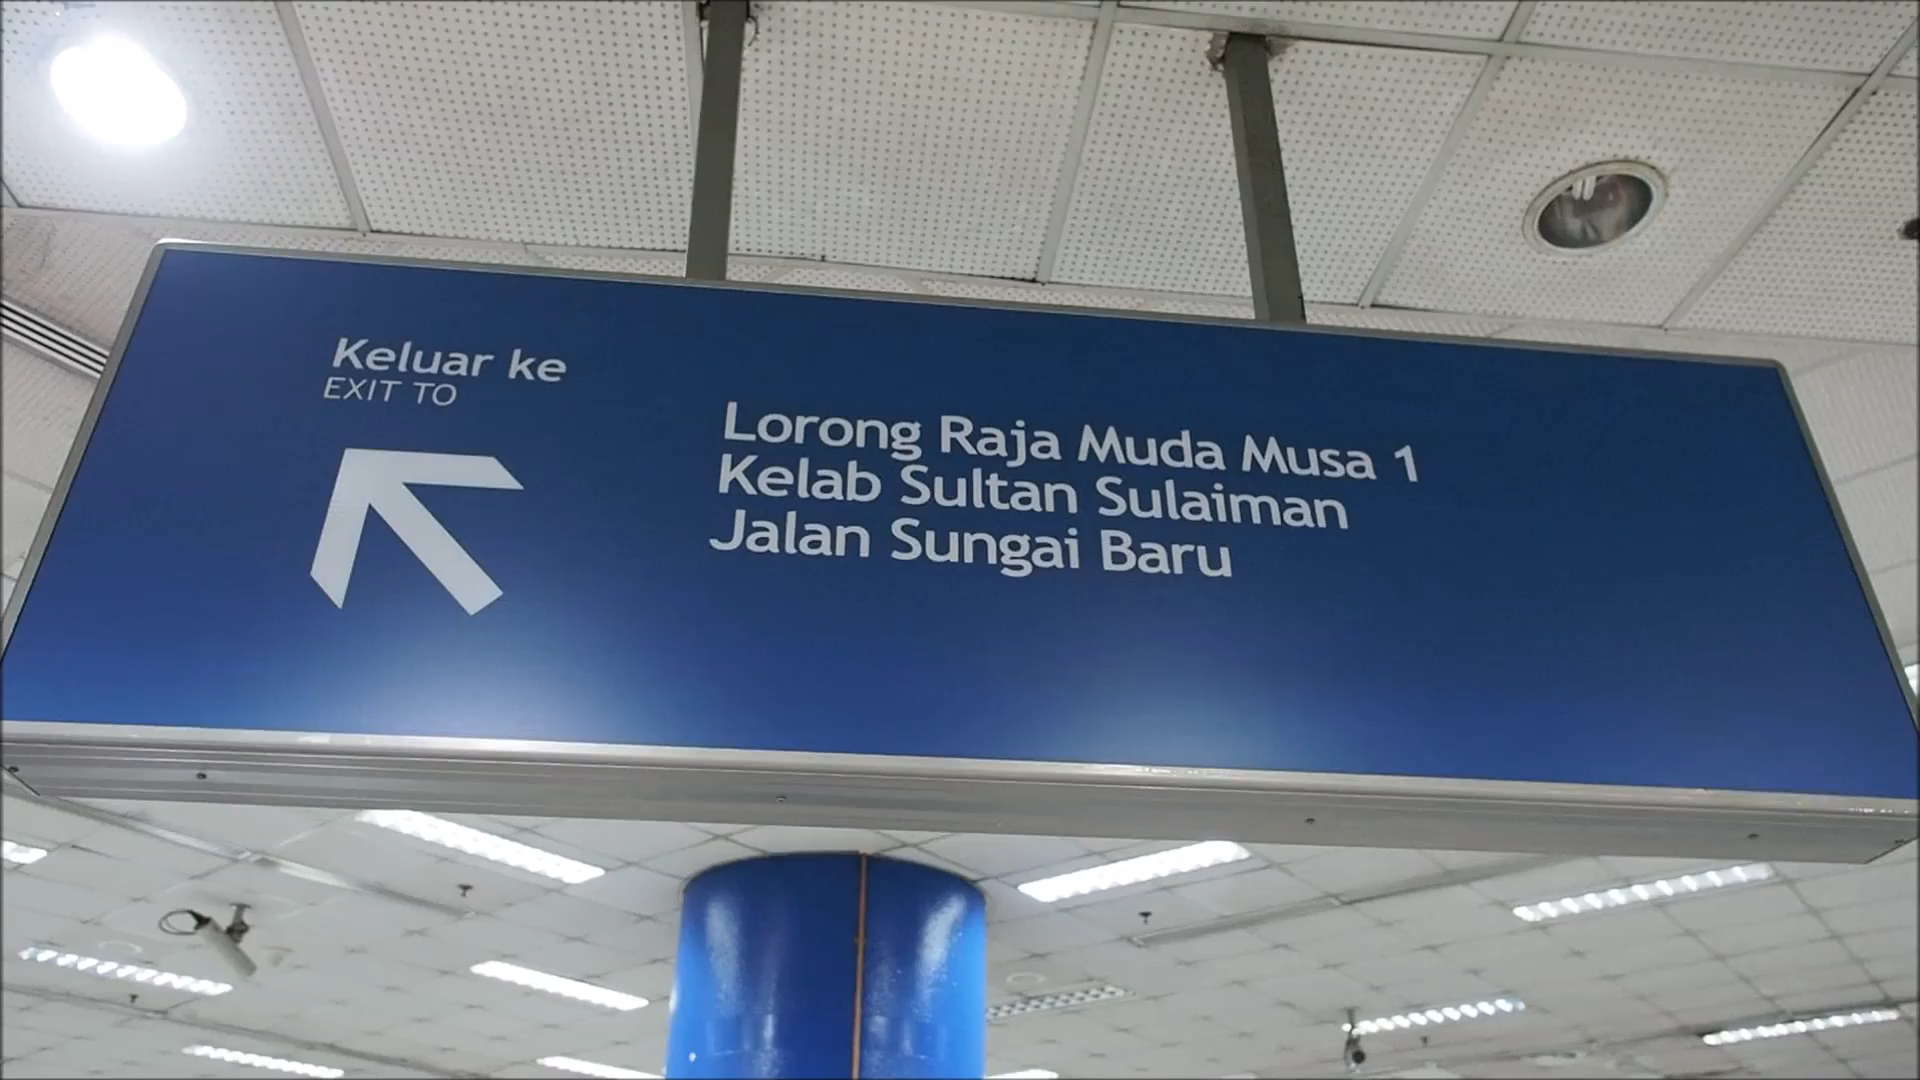 Keluar ke
EXIT TO
Lorong Raja Muda Musa 1
Kelab Sultan Sulaiman
Jalan Sungai Baru